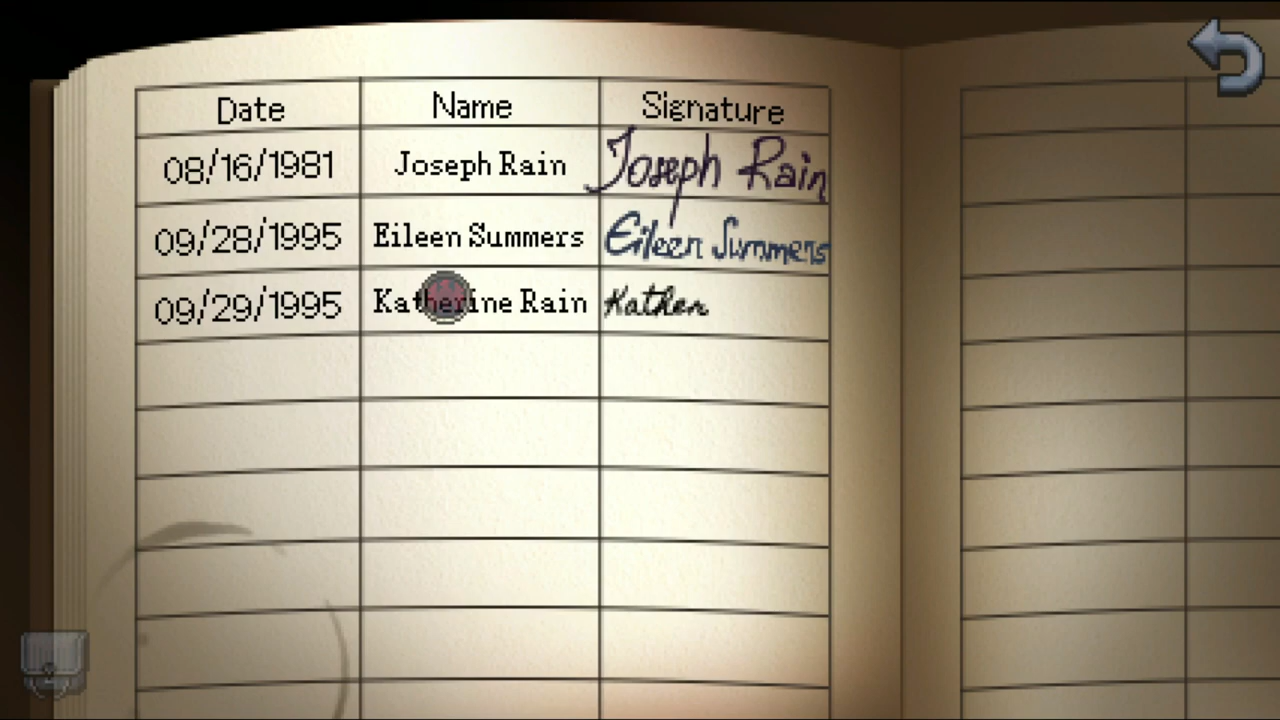 Date Name Signature
08/16/1981 Joseph Rain Joseph Rain
09/28/1995 Eileen Summers Eileen Summers
09/29/1995 Katherine Rain Kather